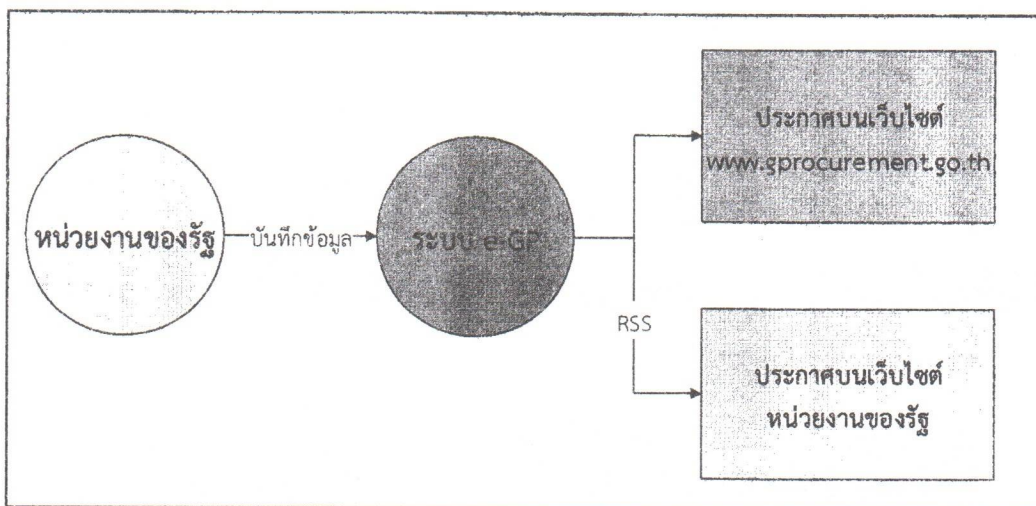 หน่วยงานของรัฐ
บันทึกข้อมูล
ระบบ e-GP
ประกาศบนเว็บไซต์
www.gprocurement.go.th
RSS
ประกาศบนเว็บไซต์
หน่วยงานของรัฐ